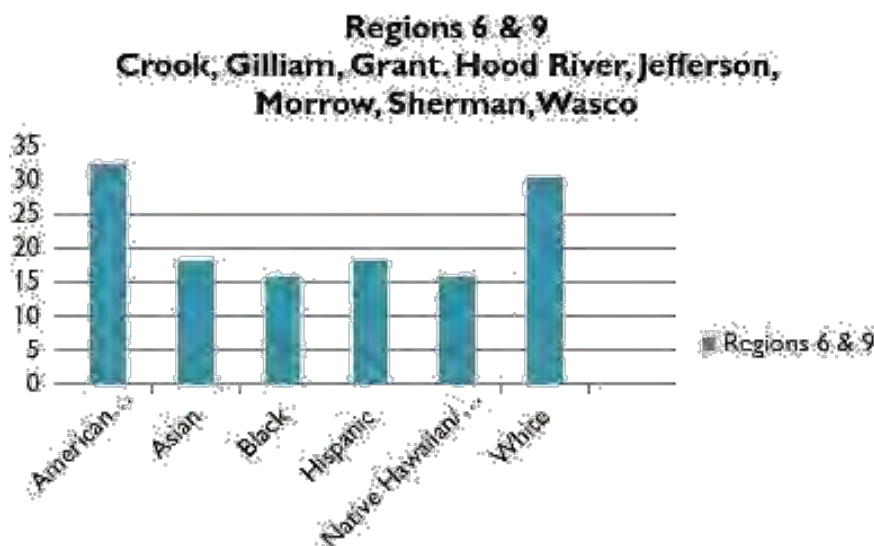 Regions 6 & 9
Crook, Gilliam, Grant. Hood River, Jefferson,
Morrow, Sherman, Wasco
35
30
25
20
15
10
5
0
American...
Asian
Black
Hispanic
Native Hawaiian/...
White
Regions 6 & 9